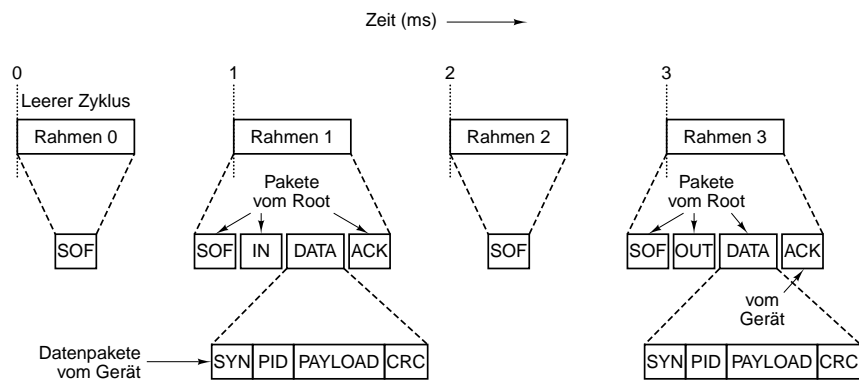 Zeit (ms)
0
1
2
3
Leerer Zyklus
Rahmen 0
Rahmen 1
Rahmen 2
Rahmen 3
Pakete
vom Root
Pakete
vom Root
SOF
SOF IN DATA ACK
SOF
SOF OUT DATA ACK
vom
Gerät
Datenpakete
vom Gerät
SYN PID PAYLOAD CRC
SYN PID PAYLOAD CRC